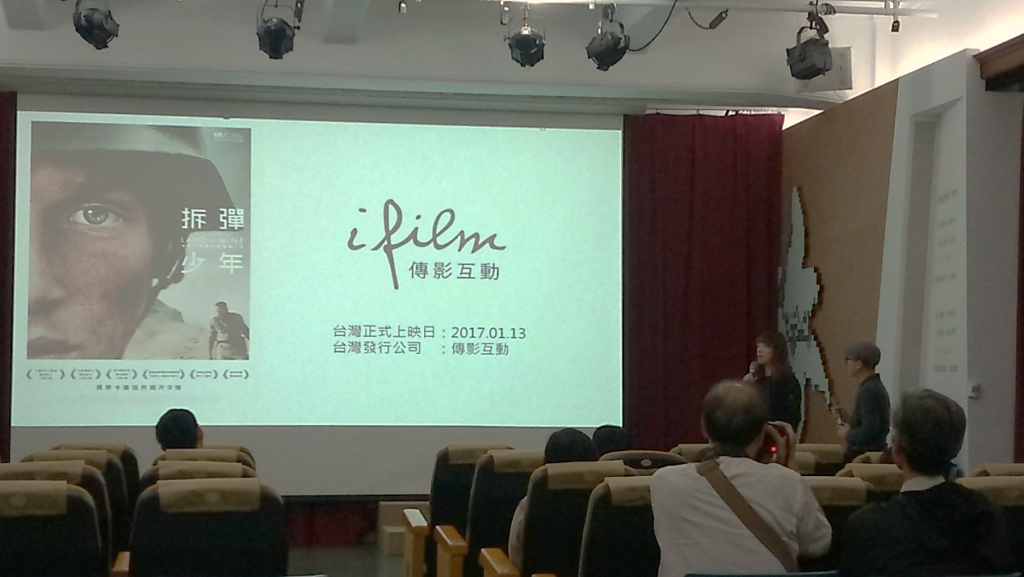 拆彈
LAND OF MINE
少年
ifilm
傳影互動
台灣正式上映日：2017.01.13
台灣發行公司　：傳影互動